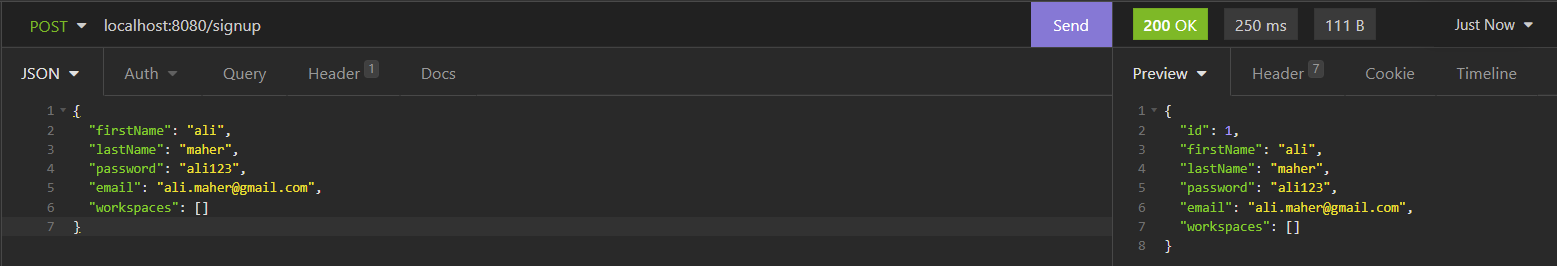 POST localhost:8080/signup Send 200 OK 250 ms 111 B Just Now
JSON Auth Query Header 1 Docs Preview Header 7 Cookie Timeline
1 {
2 "firstName": "ali",
3 "lastName": "maher",
4 "password": "ali123",
5 "email": "ali.maher@gmail.com",
6 "workspaces": []
7 }
1 {
2 "id": 1,
3 "firstName": "ali",
4 "lastName": "maher",
5 "password": "ali123",
6 "email": "ali.maher@gmail.com",
7 "workspaces": []
8 }